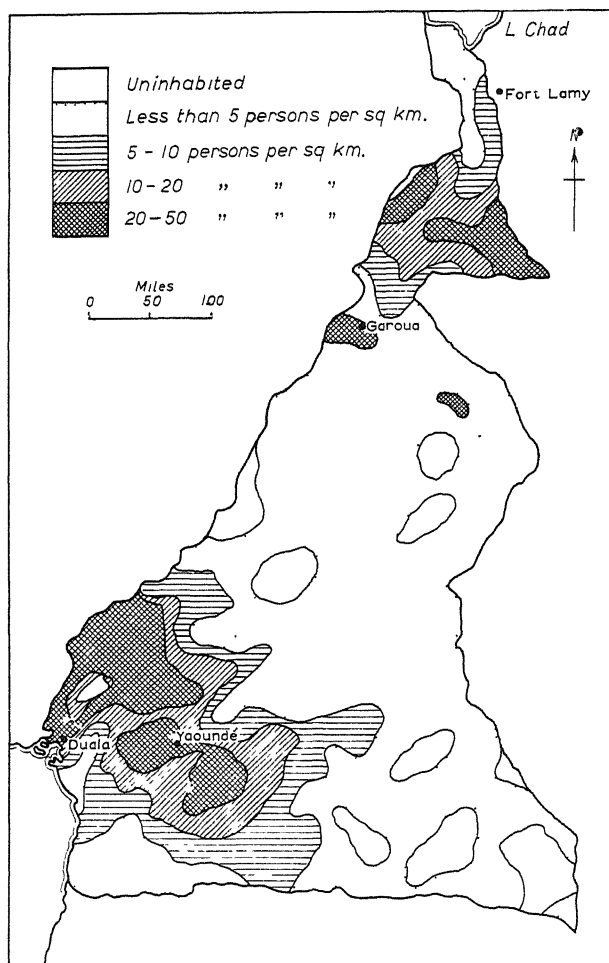 L Chad
Fort Lamy
Uninhabited
Less than 5 persons per sq km.
5-10 persons per sq km.
10-20 " " "
20-50 " " "
N
Miles
0 50 100
Garoua
Duala
Yaoundé